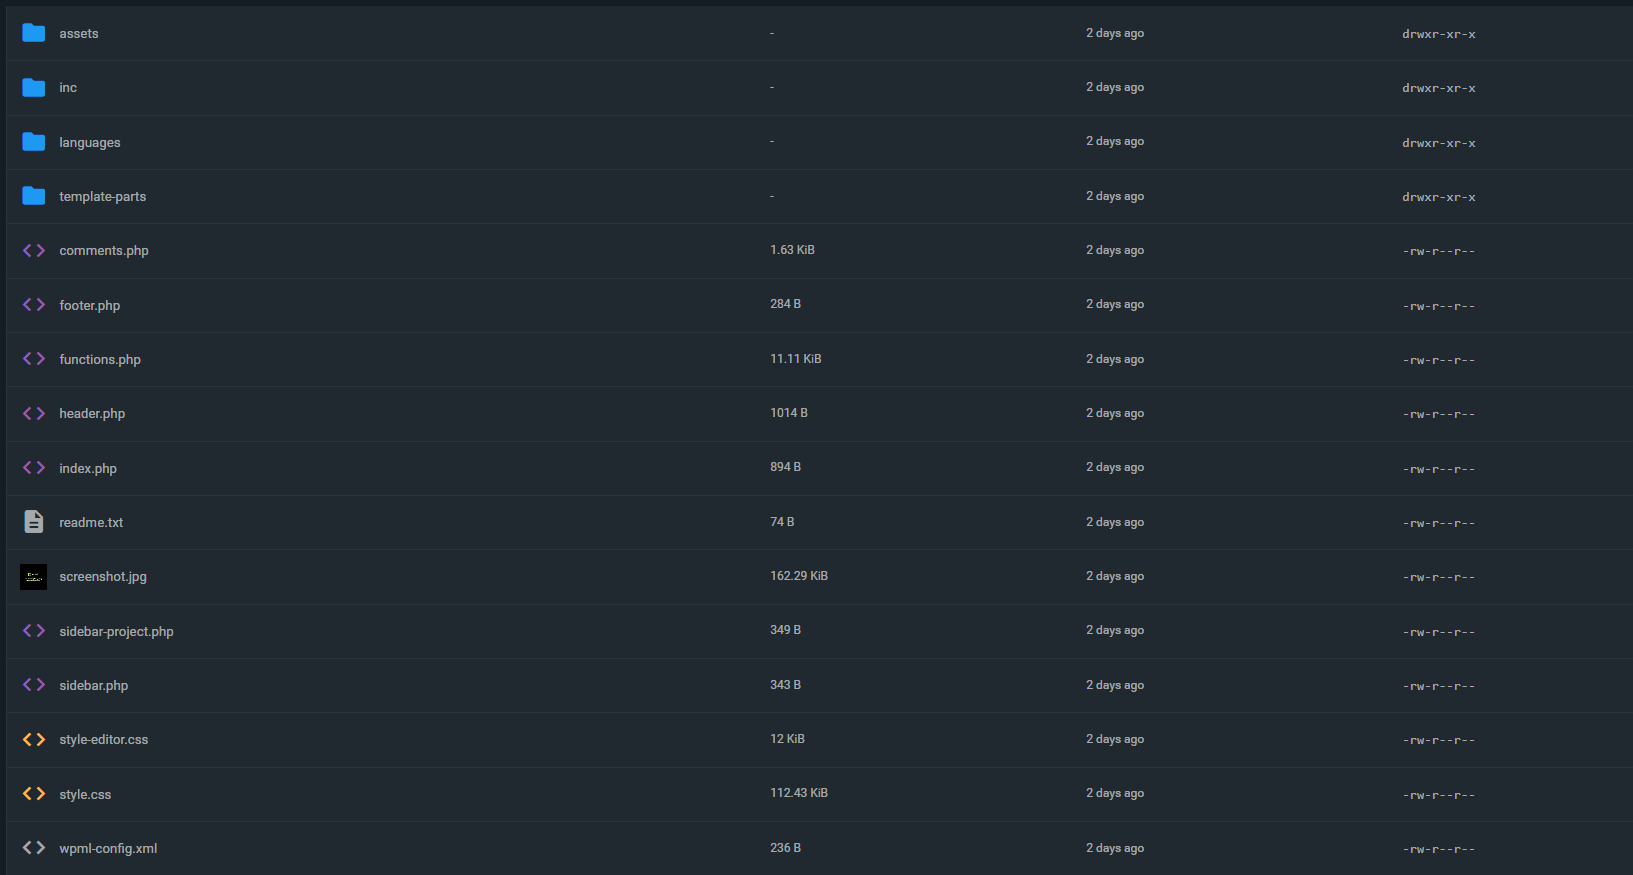 assets - 2 days ago drwxr-xr-x
inc - 2 days ago drwxr-xr-x
languages - 2 days ago drwxr-xr-x
template-parts - 2 days ago drwxr-xr-x
comments.php 1.63 KiB 2 days ago -rw-r--r--
footer.php 284 B 2 days ago -rw-r--r--
functions.php 11.11 KiB 2 days ago -rw-r--r--
header.php 1014 B 2 days ago -rw-r--r--
index.php 894 B 2 days ago -rw-r--r--
readme.txt 74 B 2 days ago -rw-r--r--
screenshot.jpg 162.29 KiB 2 days ago -rw-r--r--
sidebar-project.php 349 B 2 days ago -rw-r--r--
sidebar.php 343 B 2 days ago -rw-r--r--
style-editor.css 12 KiB 2 days ago -rw-r--r--
style.css 112.43 KiB 2 days ago -rw-r--r--
wpml-config.xml 236 B 2 days ago -rw-r--r--